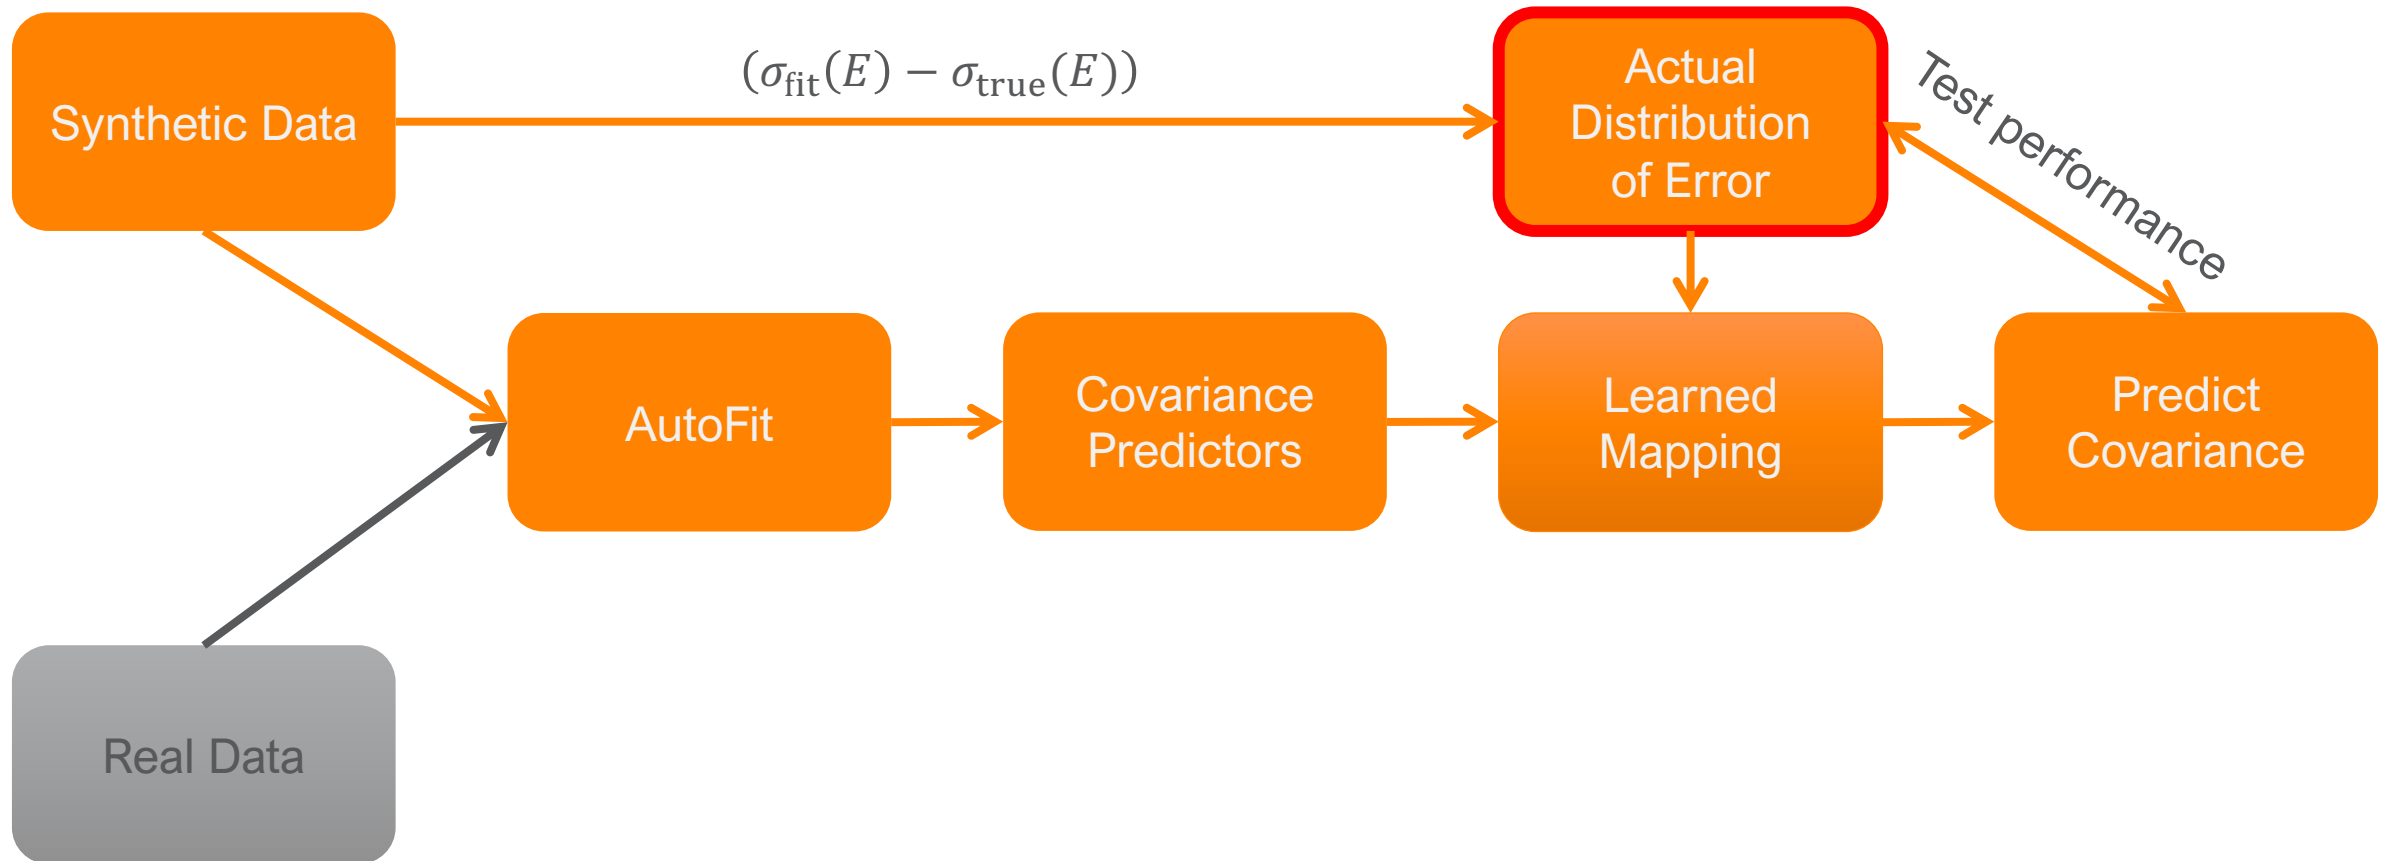 Synthetic Data
(σfit(E) − σtrue(E))
Actual
Distribution
of Error
Test performance
AutoFit
Covariance
Predictors
Learned
Mapping
Predict
Covariance
Real Data